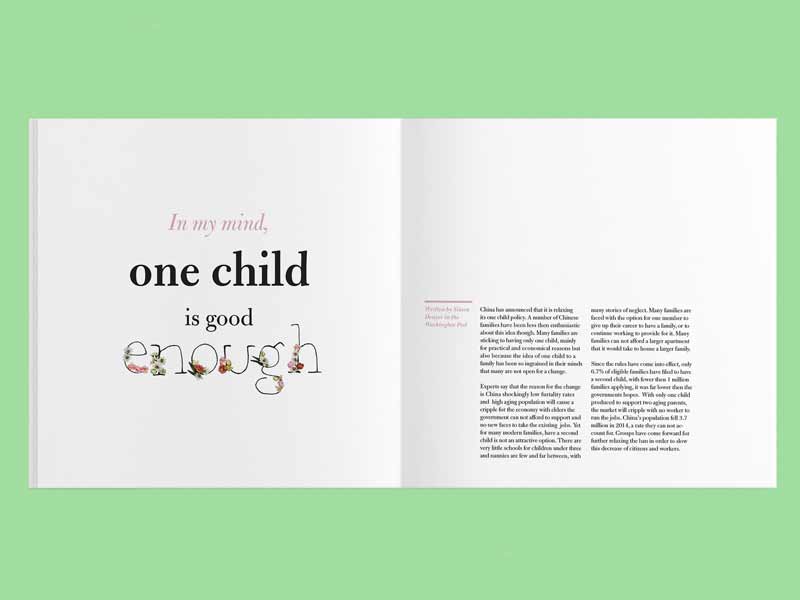 In my mind,
one child
is good
enough
Written by Simon
Denyer in the
Washington Post
China has announced that it is relaxing
its one child policy. A number of Chinese
families have been less then enthusiastic
about this idea though. Many families are
sticking to having only one child, mainly
for practical and economical reasons but
also because the idea of one child to a
family has been so ingrained in their minds
that many are not open for a change.
Experts say that the reason for the change
is China shockingly low furtality rates
and high aging population will cause a
cripple fot the economy with elders the
government can not afford to support and
no new faces to take the existing jobs. Yet
for many modern families, have a second
child is not an attractive option. There are
very little schools for children under three
and nannies are few and far between, with
many stories of neglect. Many families are
faced with the option for one member to
give up their career to have a family, or to
continue working to provide for it. Many
families can not afford a larger apartment
that it would take to house a larger family.
Since the rules have come into effect, only
6.7% of eligible families have filed to have
a second child, with fewer then 1 million
families applying, it was far lower then the
governments hopes. With only one child
produced to support two aging parents,
the market will cripple with no worker to
run the jobs. China's population fell 3.7
million in 2014, a rate they can not ac-
count for. Groups have come forward for
further relaxing the ban in order to slow
this decrease of citizens and workers.